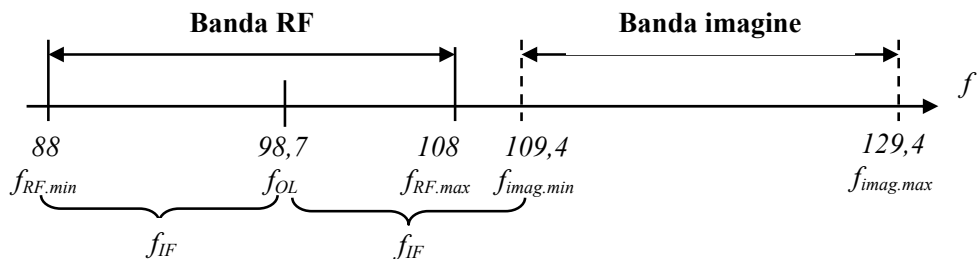 Banda RF Banda imagine
f
88 98,7 108 109,4 129,4
fRF.min fOL fRF.max fimag.min fimag.max
fIF fIF